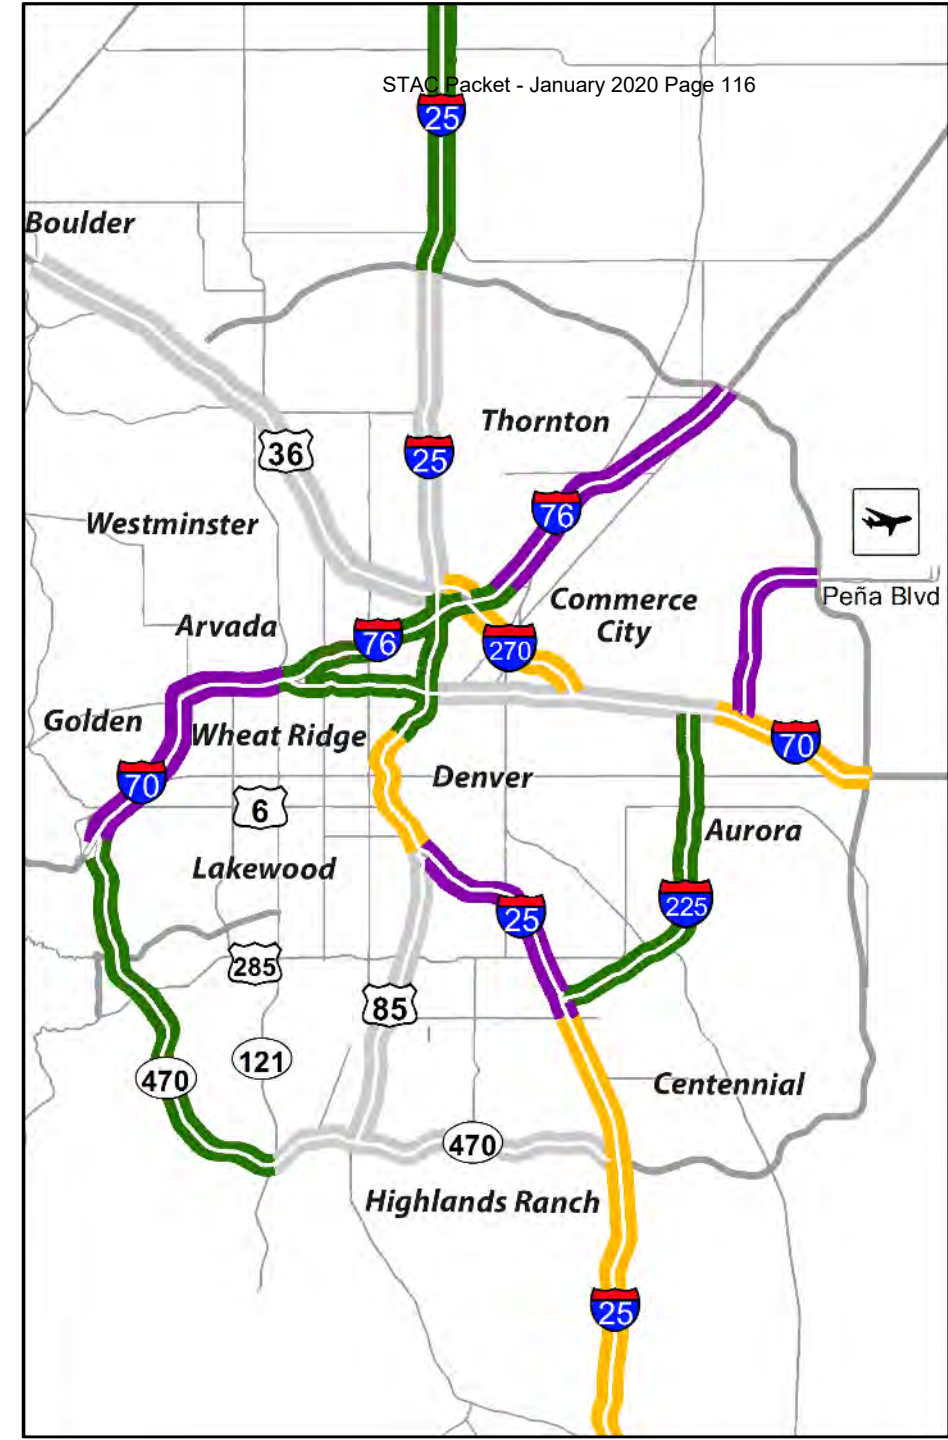 STAC Packet - January 2020 Page 116
25
Boulder
Thornton
36
25
76
Westminster
Peña Blvd
Commerce
City
Arvada
76
270
Golden
Wheat Ridge
70
70
Denver
6
Aurora
Lakewood
225
25
285
85
121
470
Centennial
470
Highlands Ranch
25